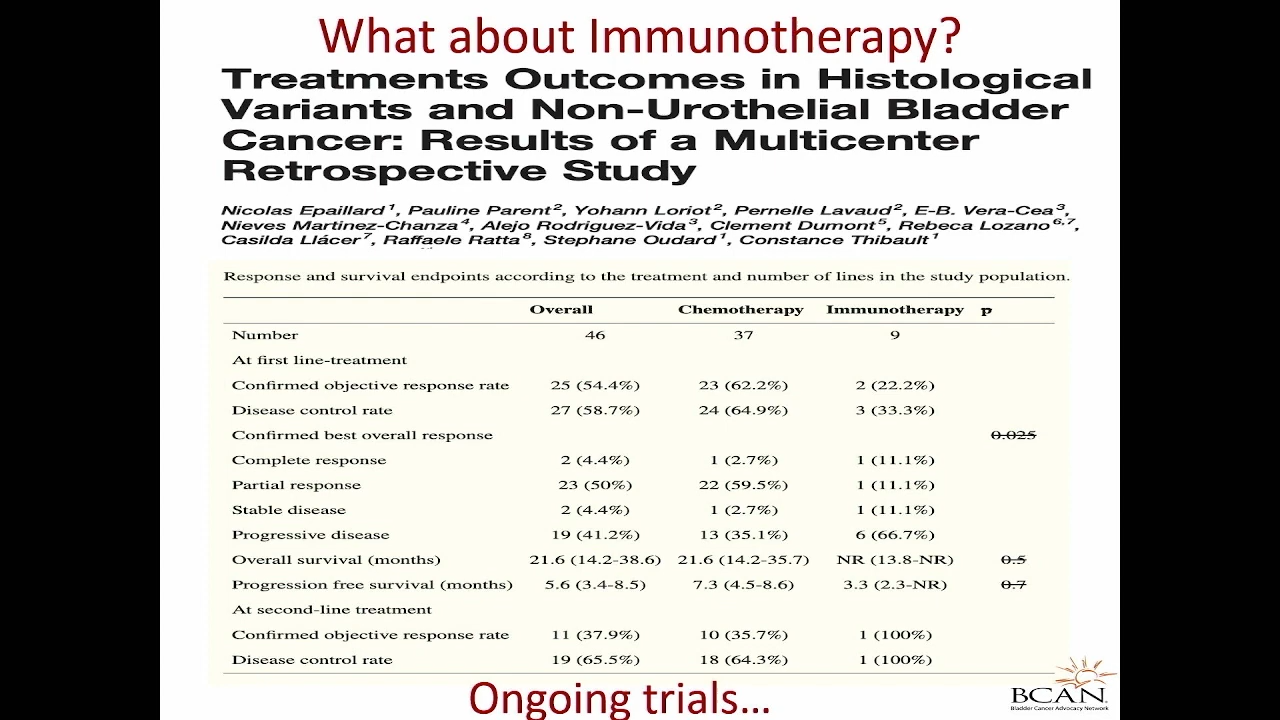 What about Immunotherapy?
Treatments Outcomes in Histological
Variants and Non-Urothelial Bladder
Cancer: Results of a Multicenter
Retrospective Study
Nicolas Epaillard¹, Pauline Parent², Yohann Loriot², Pernelle Lavaud², E-B. Vera-Cea³,
Nieves Martinez-Chanza⁴, Alejo Rodriguez-Vida³, Clement Dumont⁵, Rebeca Lozano⁶,⁷,
Casilda Llácer⁷, Raffaele Ratta⁸, Stephane Oudard¹, Constance Thibault¹
Response and survival endpoints according to the treatment and number of lines in the study population.
Overall Chemotherapy Immunotherapy p
Number 46 37 9
At first line-treatment
Confirmed objective response rate 25 (54.4%) 23 (62.2%) 2 (22.2%)
Disease control rate 27 (58.7%) 24 (64.9%) 3 (33.3%)
Confirmed best overall response 0.025
Complete response 2 (4.4%) 1 (2.7%) 1 (11.1%)
Partial response 23 (50%) 22 (59.5%) 1 (11.1%)
Stable disease 2 (4.4%) 1 (2.7%) 1 (11.1%)
Progressive disease 19 (41.2%) 13 (35.1%) 6 (66.7%)
Overall survival (months) 21.6 (14.2-38.6) 21.6 (14.2-35.7) NR (13.8-NR) 0.5
Progression free survival (months) 5.6 (3.4-8.5) 7.3 (4.5-8.6) 3.3 (2.3-NR) 0.7
At second-line treatment
Confirmed objective response rate 11 (37.9%) 10 (35.7%) 1 (100%)
Disease control rate 19 (65.5%) 18 (64.3%) 1 (100%)
Ongoing trials...
BCAN
Bladder Cancer Advocacy Network